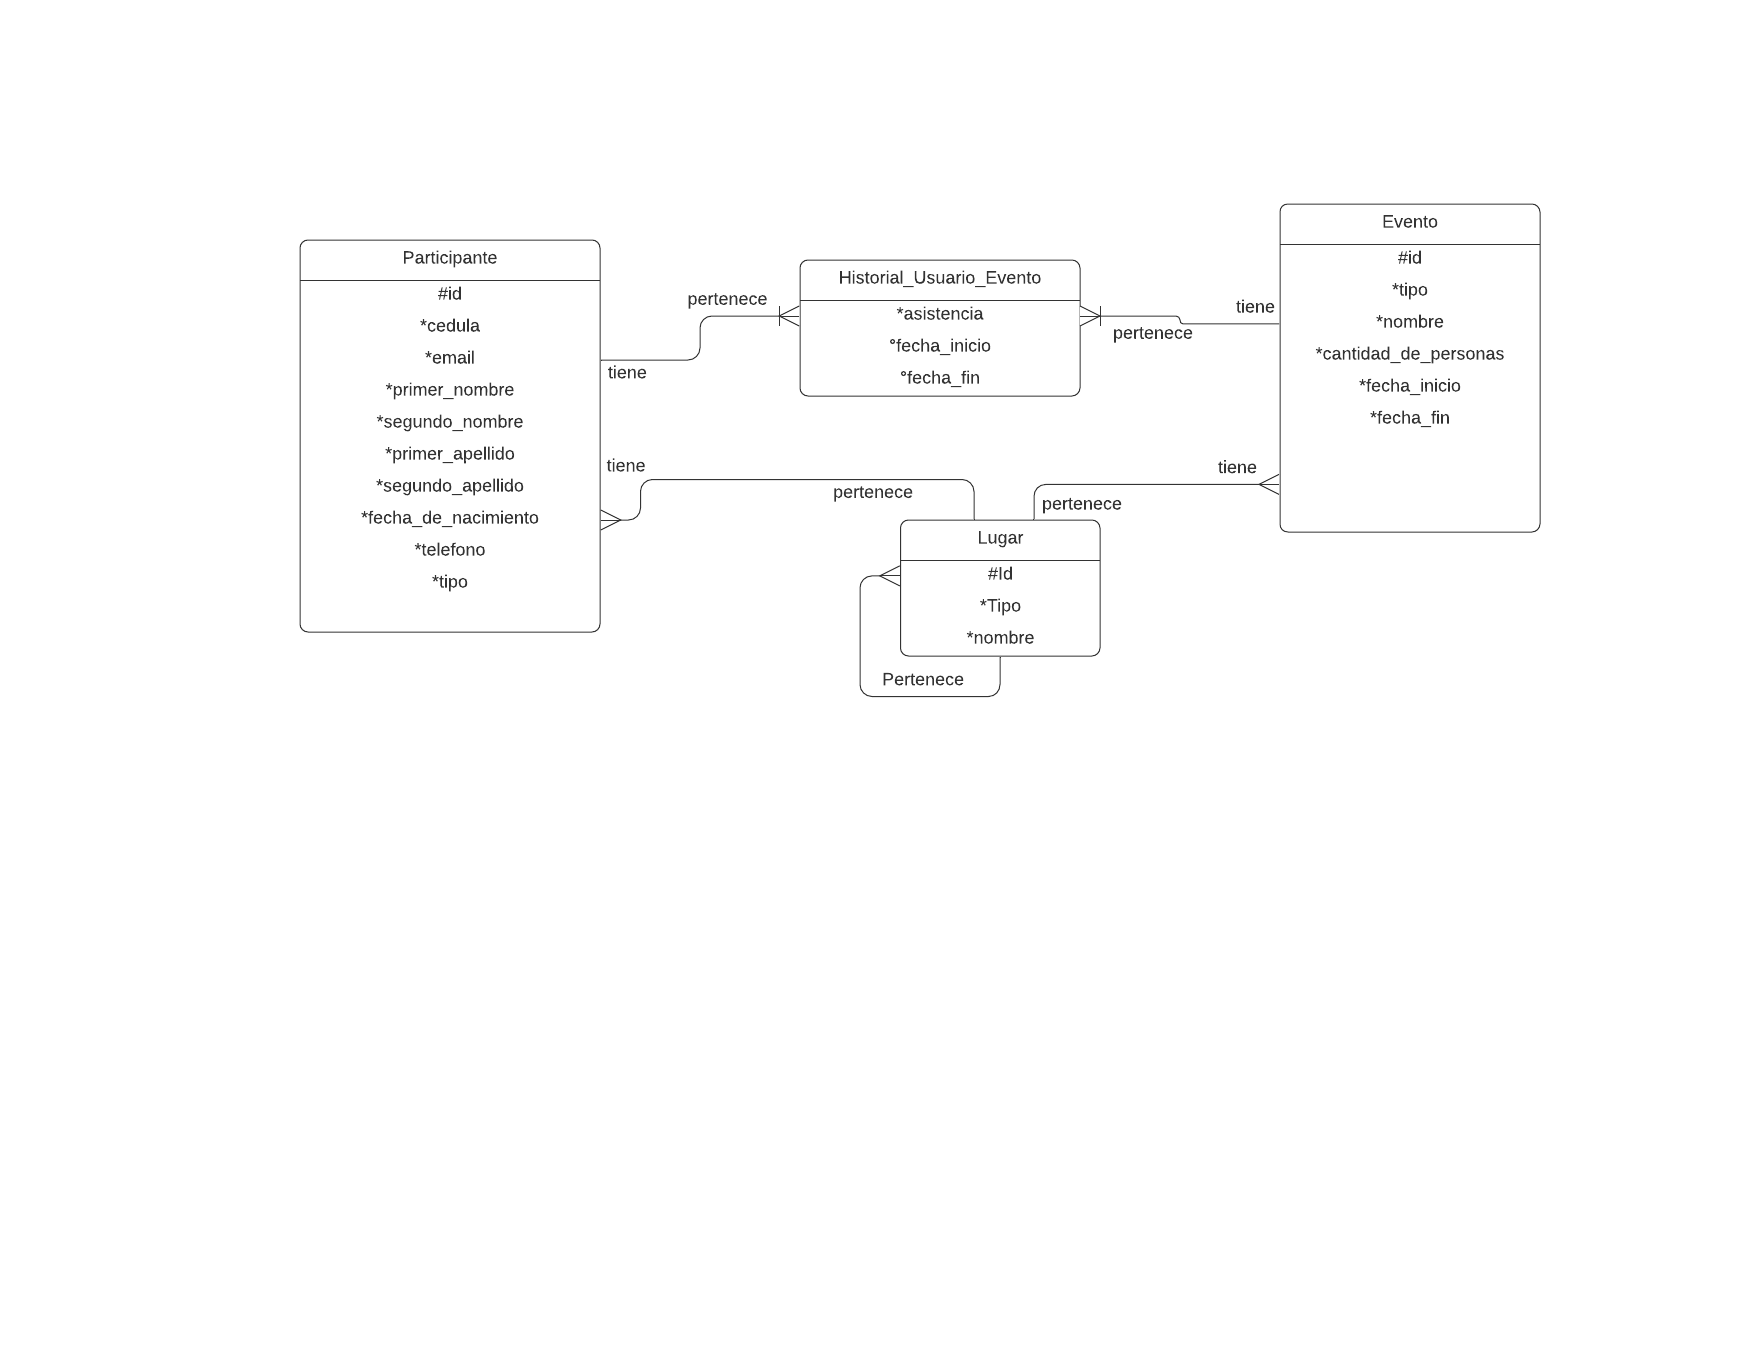 Participante
#id
*cedula
*email
*primer_nombre
*segundo_nombre
*primer_apellido
*segundo_apellido
*fecha_de_nacimiento
*telefono
*tipo
tiene
pertenece
Historial_Usuario_Evento
*asistencia
°fecha_inicio
°fecha_fin
pertenece
tiene
Evento
#id
*tipo
*nombre
*cantidad_de_personas
*fecha_inicio
*fecha_fin
tiene
pertenece
pertenece
tiene
Lugar
#Id
*Tipo
*nombre
Pertenece